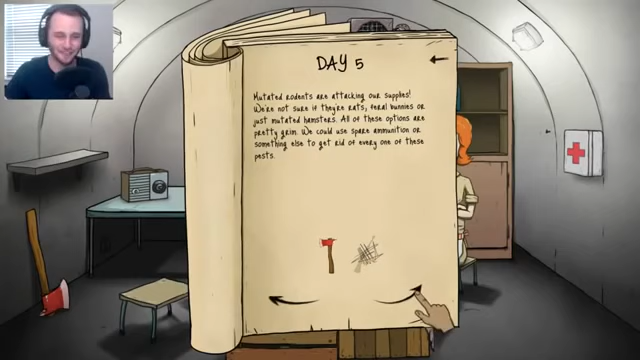 DAY 5
Mutated rodents are attacking our supplies!
We're not sure if they're rats, feral bunnies or
just mutated hamsters. All of these options are
pretty grim. We could use spare ammunition or
something else to get rid of every one of these
pests.